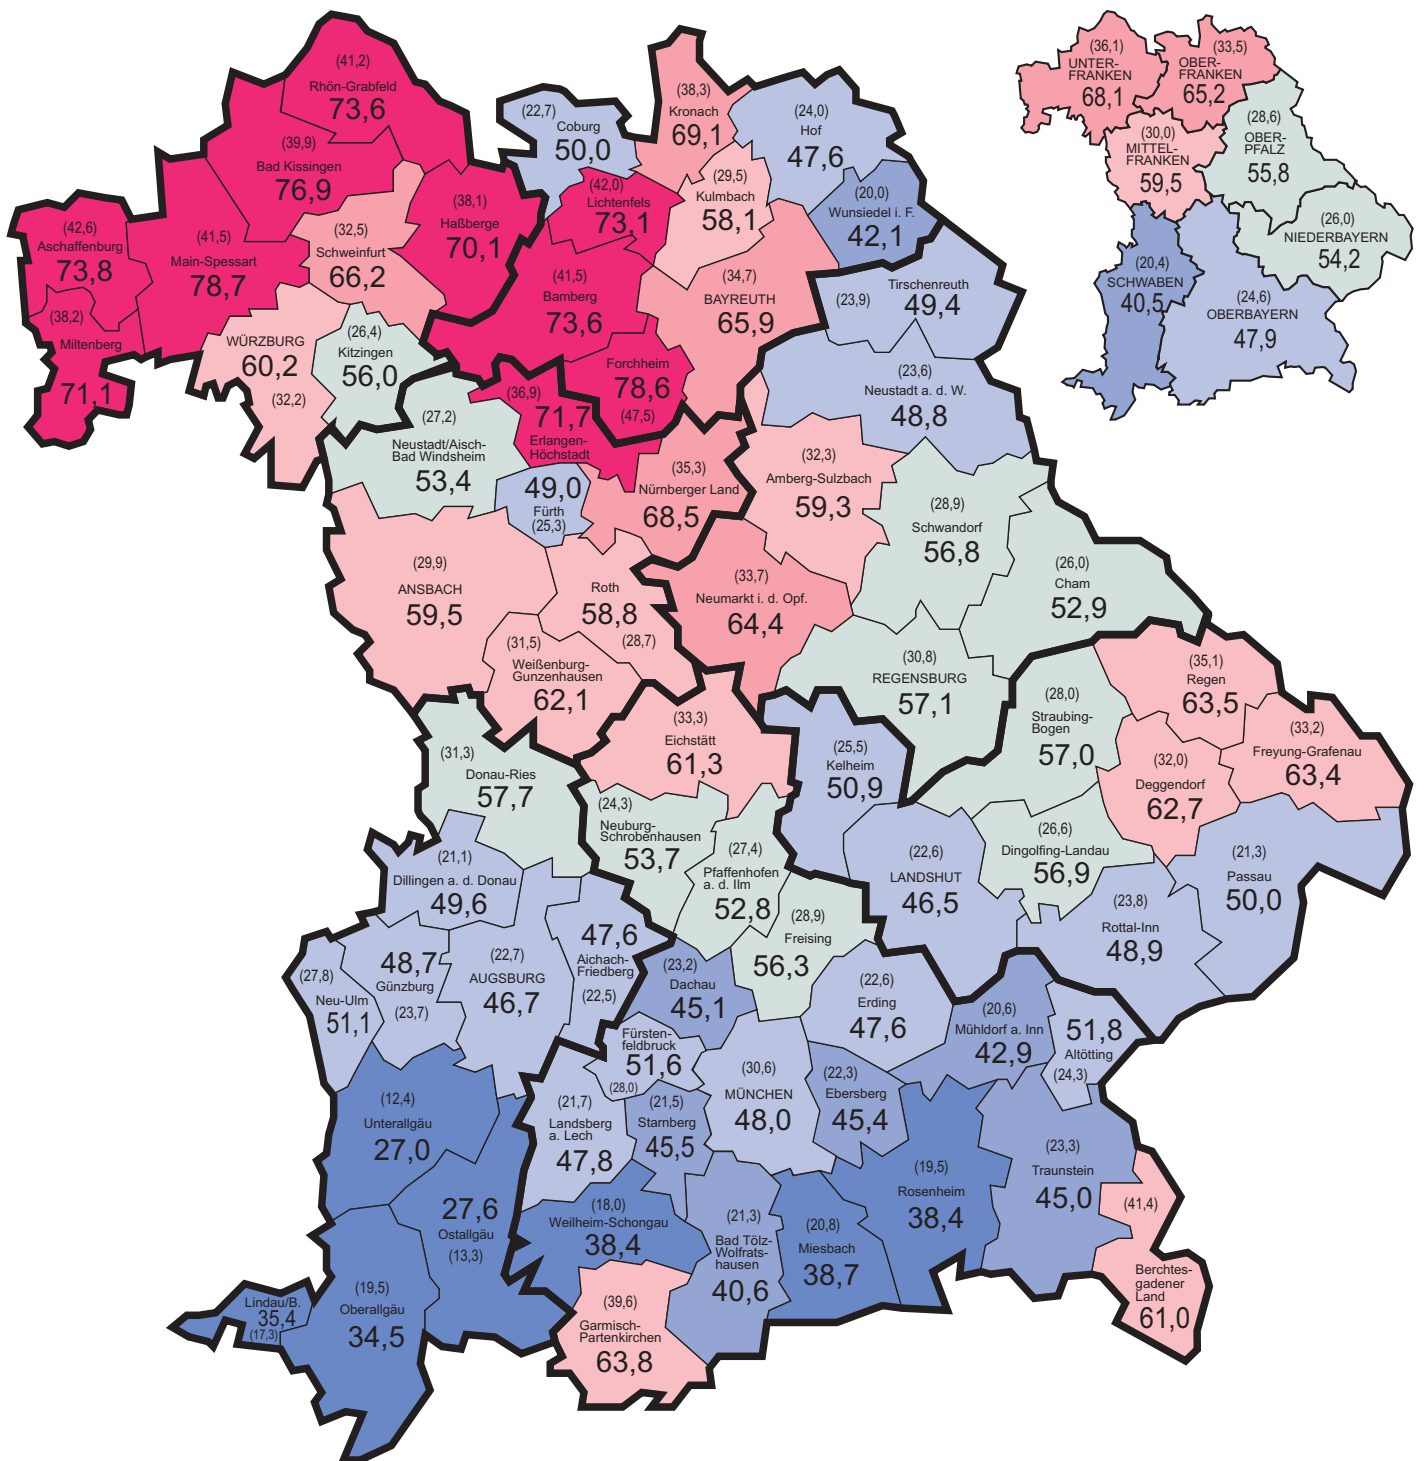 (41,2)
Rhön-Grabfeld
73,6
(39,9)
Bad Kissingen
76,9
(42,6)
Aschaffenburg
73,8
(41,5)
Main-Spessart
78,7
(38,2)
Miltenberg
71,1
(32,5)
Schweinfurt
66,2
(38,1)
Haßberge
70,1
WÜRZBURG
60,2
(32,2)
(26,4)
Kitzingen
56,0
(22,7)
Coburg
50,0
(38,3)
Kronach
69,1
(24,0)
Hof
47,6
(42,0)
Lichtenfels
73,1
(29,5)
Kulmbach
58,1
(20,0)
Wunsiedel i. F.
42,1
(41,5)
Bamberg
73,6
(34,7)
BAYREUTH
65,9
Forchheim
78,6
(47,5)
(36,9)
71,7
Erlangen-
Höchstadt
(27,2)
Neustadt/Aisch-
Bad Windsheim
53,4
49,0
Fürth
(25,3)
(35,3)
Nürnberger Land
68,5
(29,9)
ANSBACH
59,5
Roth
58,8
(28,7)
(31,5)
Weißenburg-
Gunzenhausen
62,1
Tirschenreuth
(23,9)
49,4
(23,6)
Neustadt a. d. W.
48,8
(32,3)
Amberg-Sulzbach
59,3
(28,9)
Schwandorf
56,8
(26,0)
Cham
52,9
(33,7)
Neumarkt i. d. Opf.
64,4
(30,8)
REGENSBURG
57,1
(35,1)
Regen
63,5
(28,0)
Straubing-
Bogen
57,0
(33,2)
Freyung-Grafenau
63,4
(32,0)
Deggendorf
62,7
(25,5)
Kelheim
50,9
(26,6)
Dingolfing-Landau
56,9
(22,6)
LANDSHUT
46,5
(21,3)
Passau
50,0
(23,8)
Rottal-Inn
48,9
(33,3)
Eichstätt
61,3
(24,3)
Neuburg-
Schrobenhausen
53,7
(27,4)
Pfaffenhofen
a. d. Ilm
52,8
(28,9)
Freising
56,3
(31,3)
Donau-Ries
57,7
(21,1)
Dillingen a. d. Donau
49,6
47,6
Aichach-
Friedberg
(22,5)
(22,7)
AUGSBURG
46,7
48,7
Günzburg
(23,7)
(27,8)
Neu-Ulm
51,1
(12,4)
Unterallgäu
27,0
27,6
Ostallgäu
(13,3)
(19,5)
Oberallgäu
34,5
Lindau/B.
35,4
(17,3)
(23,2)
Dachau
45,1
(22,6)
Erding
47,6
(20,6)
Mühldorf a. Inn
42,9
51,8
Altötting
(24,3)
Fürsten-
feldbruck
51,6
(28,0)
(30,6)
MÜNCHEN
48,0
(22,3)
Ebersberg
45,4
(21,7)
Landsberg
a. Lech
47,8
(21,5)
Starnberg
45,5
(19,5)
Rosenheim
38,4
(23,3)
Traunstein
45,0
(41,4)
Berchtes-
gadener
Land
61,0
(18,0)
Weilheim-Schongau
38,4
(21,3)
Bad Tölz-
Wolfrats-
hausen
40,6
(20,8)
Miesbach
38,7
(39,6)
Garmisch-
Partenkirchen
63,8
(36,1)
UNTER-
FRANKEN
68,1
(33,5)
OBER-
FRANKEN
65,2
(30,0)
MITTEL-
FRANKEN
59,5
(28,6)
OBER-
PFALZ
55,8
(26,0)
NIEDERBAYERN
54,2
(20,4)
SCHWABEN
40,5
(24,6)
OBERBAYERN
47,9